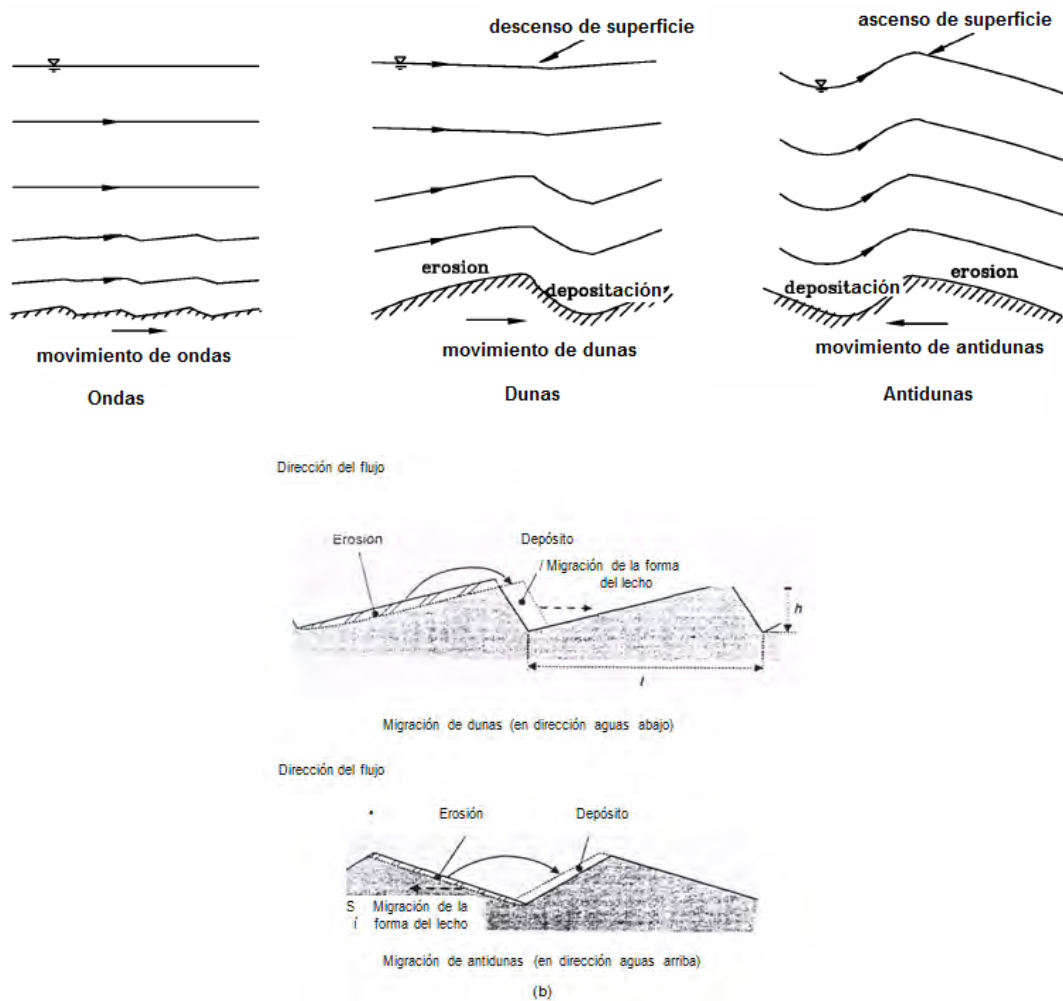 descenso de superficie
ascenso de superficie
erosion
depositación
depositación
erosion
movimiento de ondas
movimiento de dunas
movimiento de antidunas
Ondas
Dunas
Antidunas
Dirección del flujo
Erosion
Depósito
/ Migración de la forma
del lecho
h
l
Migración de dunas (en dirección aguas abajo)
Dirección del flujo
Erosión
Depósito
S Migración de la
í forma del lecho
Migración de antidunas (en dirección aguas arriba)
(b)